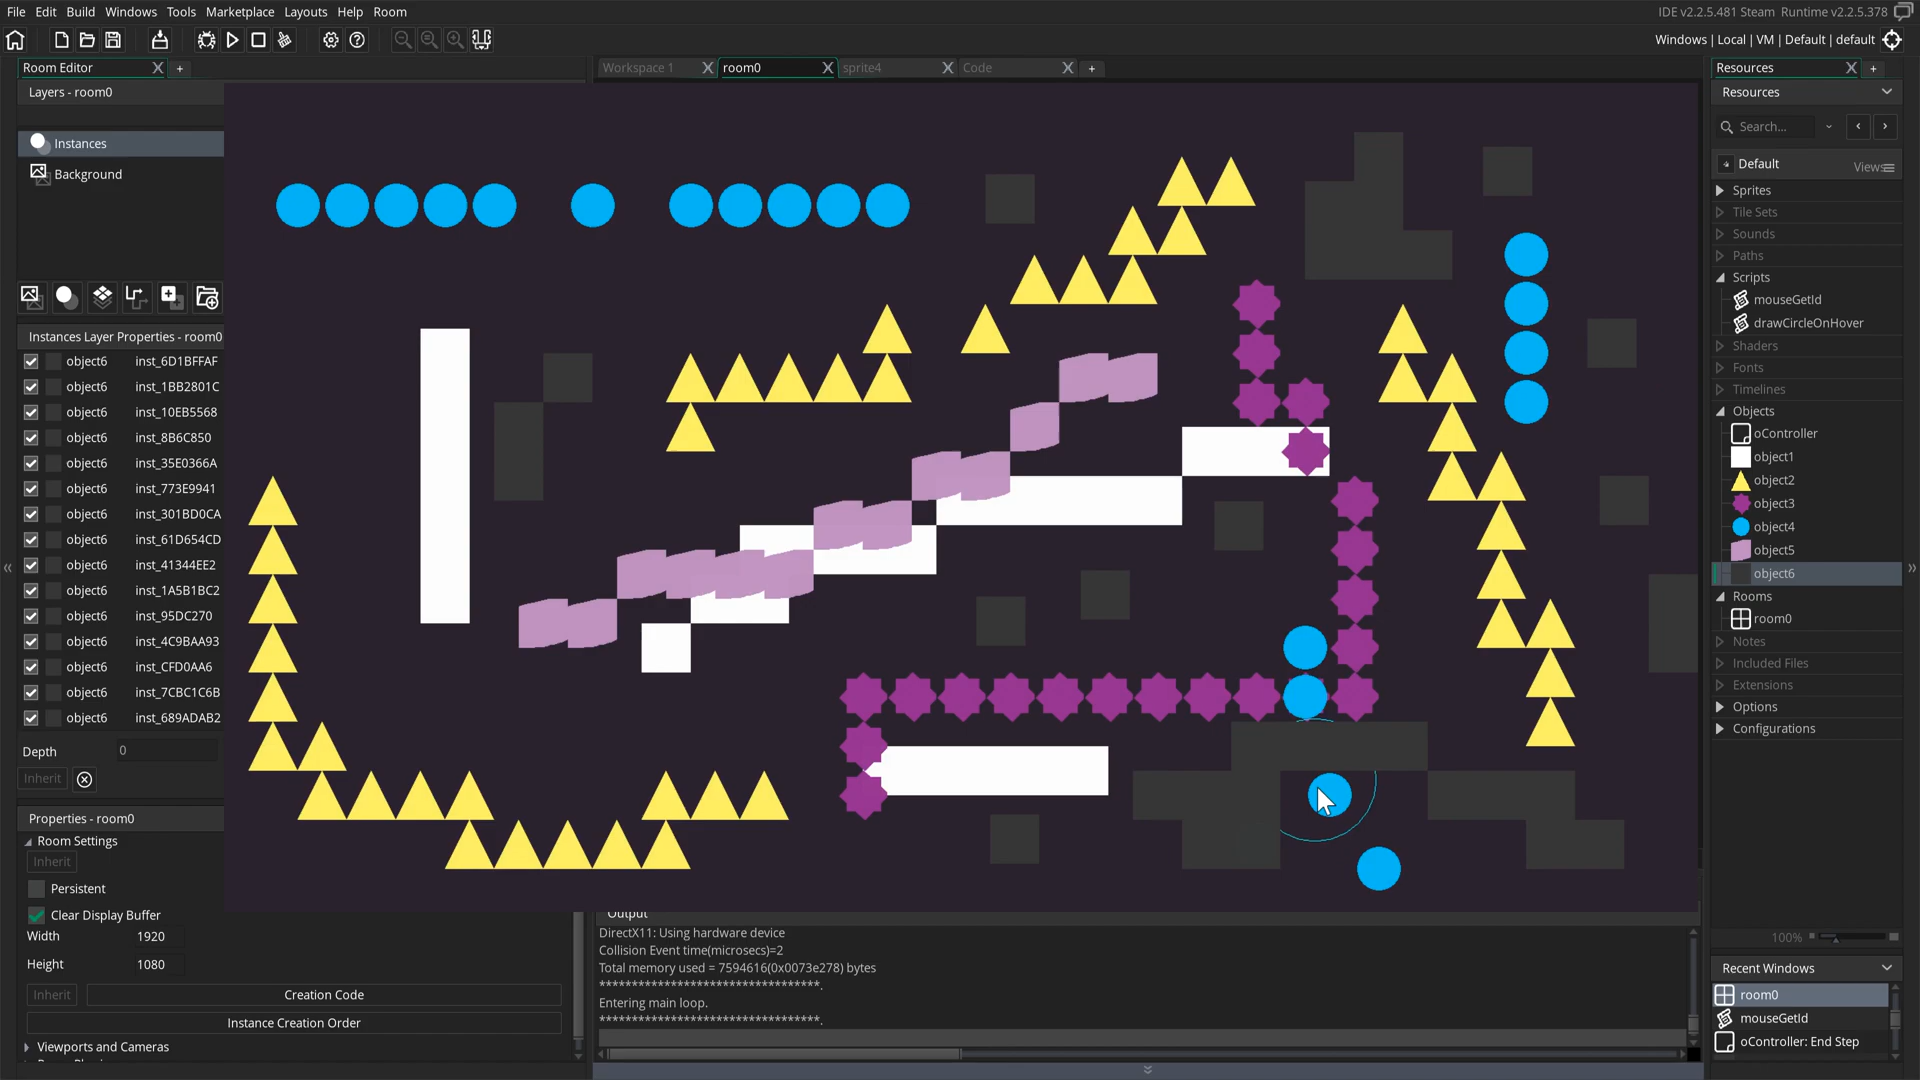 File Edit Build Windows Tools Marketplace Layouts Help Room
IDE v2.2.5.481 Steam Runtime v2.2.5.378
Windows | Local | VM | Default | default
Room Editor
Workspace 1
room0
sprite4
Code
Resources
Layers - room0
Instances
Background
Instances Layer Properties - room0
object6 inst_6D1BFFAF
object6 inst_1BB2801C
object6 inst_10EB5568
object6 inst_8B6C850
object6 inst_35E0366A
object6 inst_773E9941
object6 inst_301BD0CA
object6 inst_61D654CD
object6 inst_41344EE2
object6 inst_1A5B1BC2
object6 inst_95DC270
object6 inst_4C9BAA93
object6 inst_CFD0AA6
object6 inst_7CBC1C6B
object6 inst_689ADAB2
Depth 0
Inherit
Properties - room0
Room Settings
Inherit
Persistent
Clear Display Buffer
Width 1920
Height 1080
Inherit
Creation Code
Instance Creation Order
Viewports and Cameras
Output
DirectX11: Using hardware device
Collision Event time(microsecs)=2
Total memory used = 7594616(0x0073e278) bytes
**********************************.
Entering main loop.
**********************************.
Resources
Search...
Default
Views
Sprites
Tile Sets
Sounds
Paths
Scripts
mouseGetId
drawCircleOnHover
Shaders
Fonts
Timelines
Objects
oController
object1
object2
object3
object4
object5
object6
Rooms
room0
Notes
Included Files
Extensions
Options
Configurations
100%
Recent Windows
room0
mouseGetId
oController: End Step